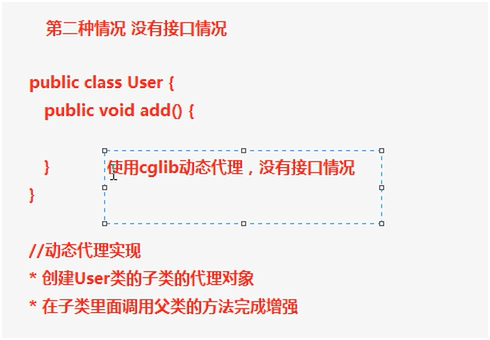 第二种情况 没有接口情况
public class User {
public void add() {
}
使用cglib动态代理，没有接口情况
}
//动态代理实现
* 创建User类的子类的代理对象
* 在子类里面调用父类的方法完成增强